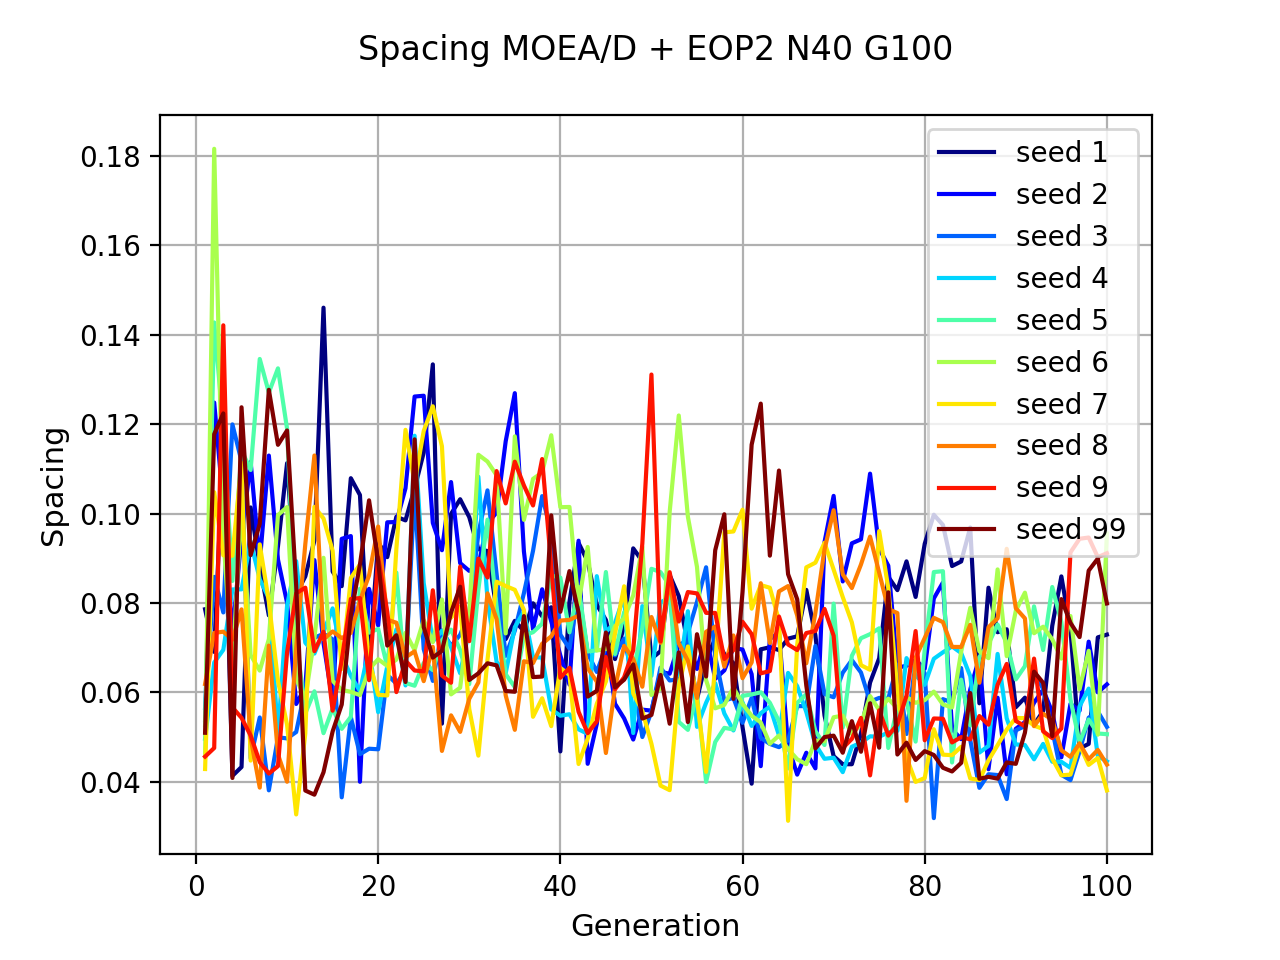 Spacing MOEA/D + EOP2 N40 G100
0.18
0.16
0.14
0.12
0.10
0.08
0.06
0.04
Spacing
0
20
40
60
80
100
Generation
seed 1
seed 2
seed 3
seed 4
seed 5
seed 6
seed 7
seed 8
seed 9
seed 99